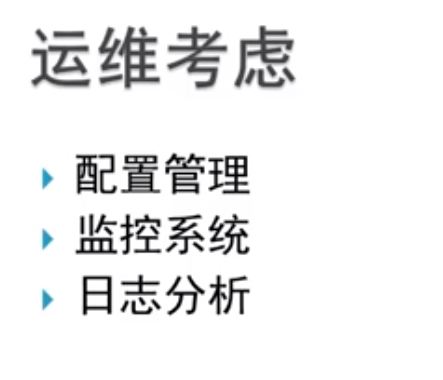 运维考虑
配置管理
监控系统
日志分析